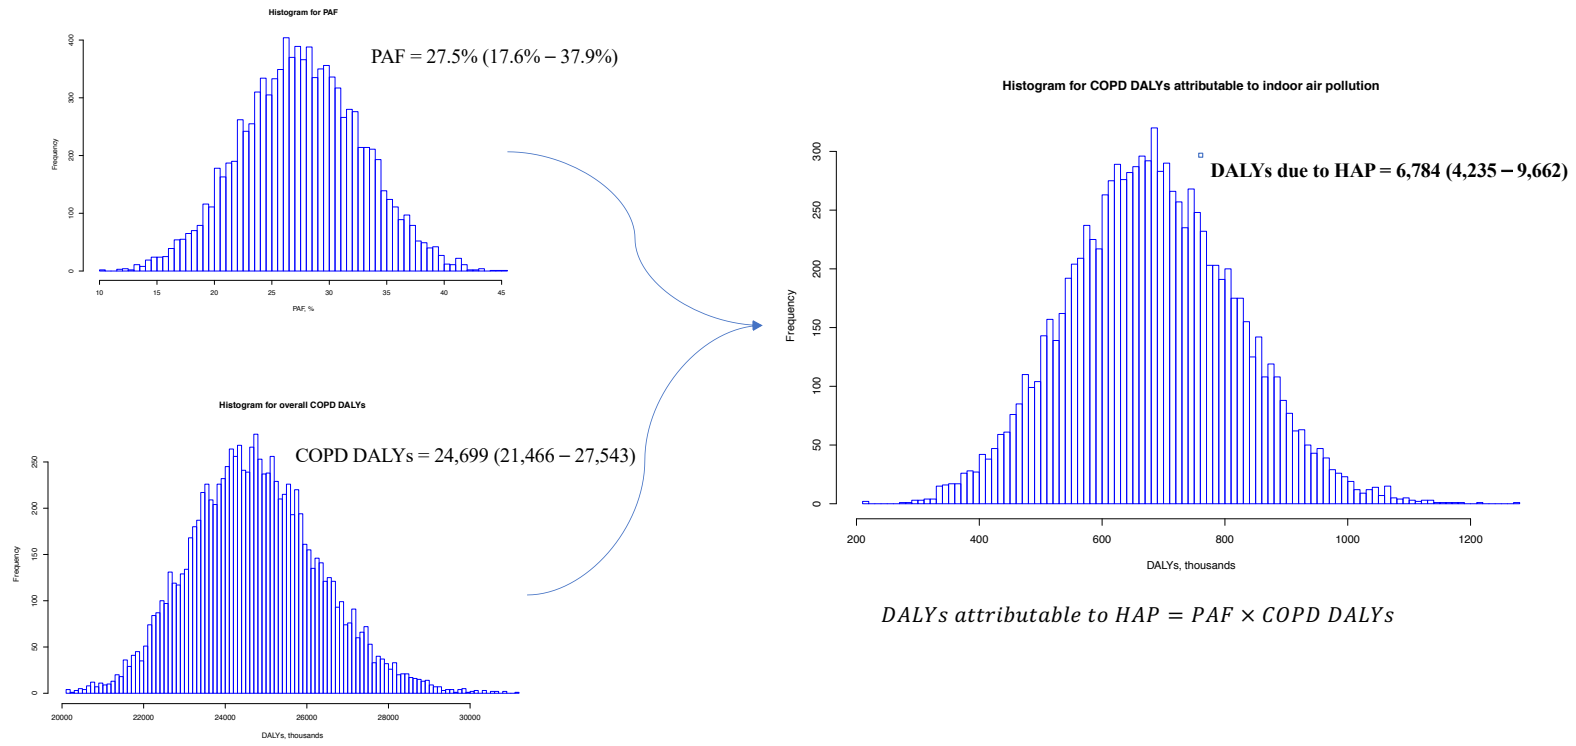 Histogram for PAF
PAF = 27.5% (17.6% – 37.9%)
400
300
200
100
0
Frequency
10 15 20 25 30 35 40 45
PAF, %
Histogram for overall COPD DALYs
COPD DALYs = 24,699 (21,466 – 27,543)
250
200
150
100
50
0
Frequency
20000 22000 24000 26000 28000 30000
DALYs, thousands
Histogram for COPD DALYs attributable to indoor air pollution
DALYs due to HAP = 6,784 (4,235 – 9,662)
300
250
200
150
100
50
0
Frequency
200 400 600 800 1000 1200
DALYs, thousands
DALYs attributable to HAP = PAF × COPD DALYs